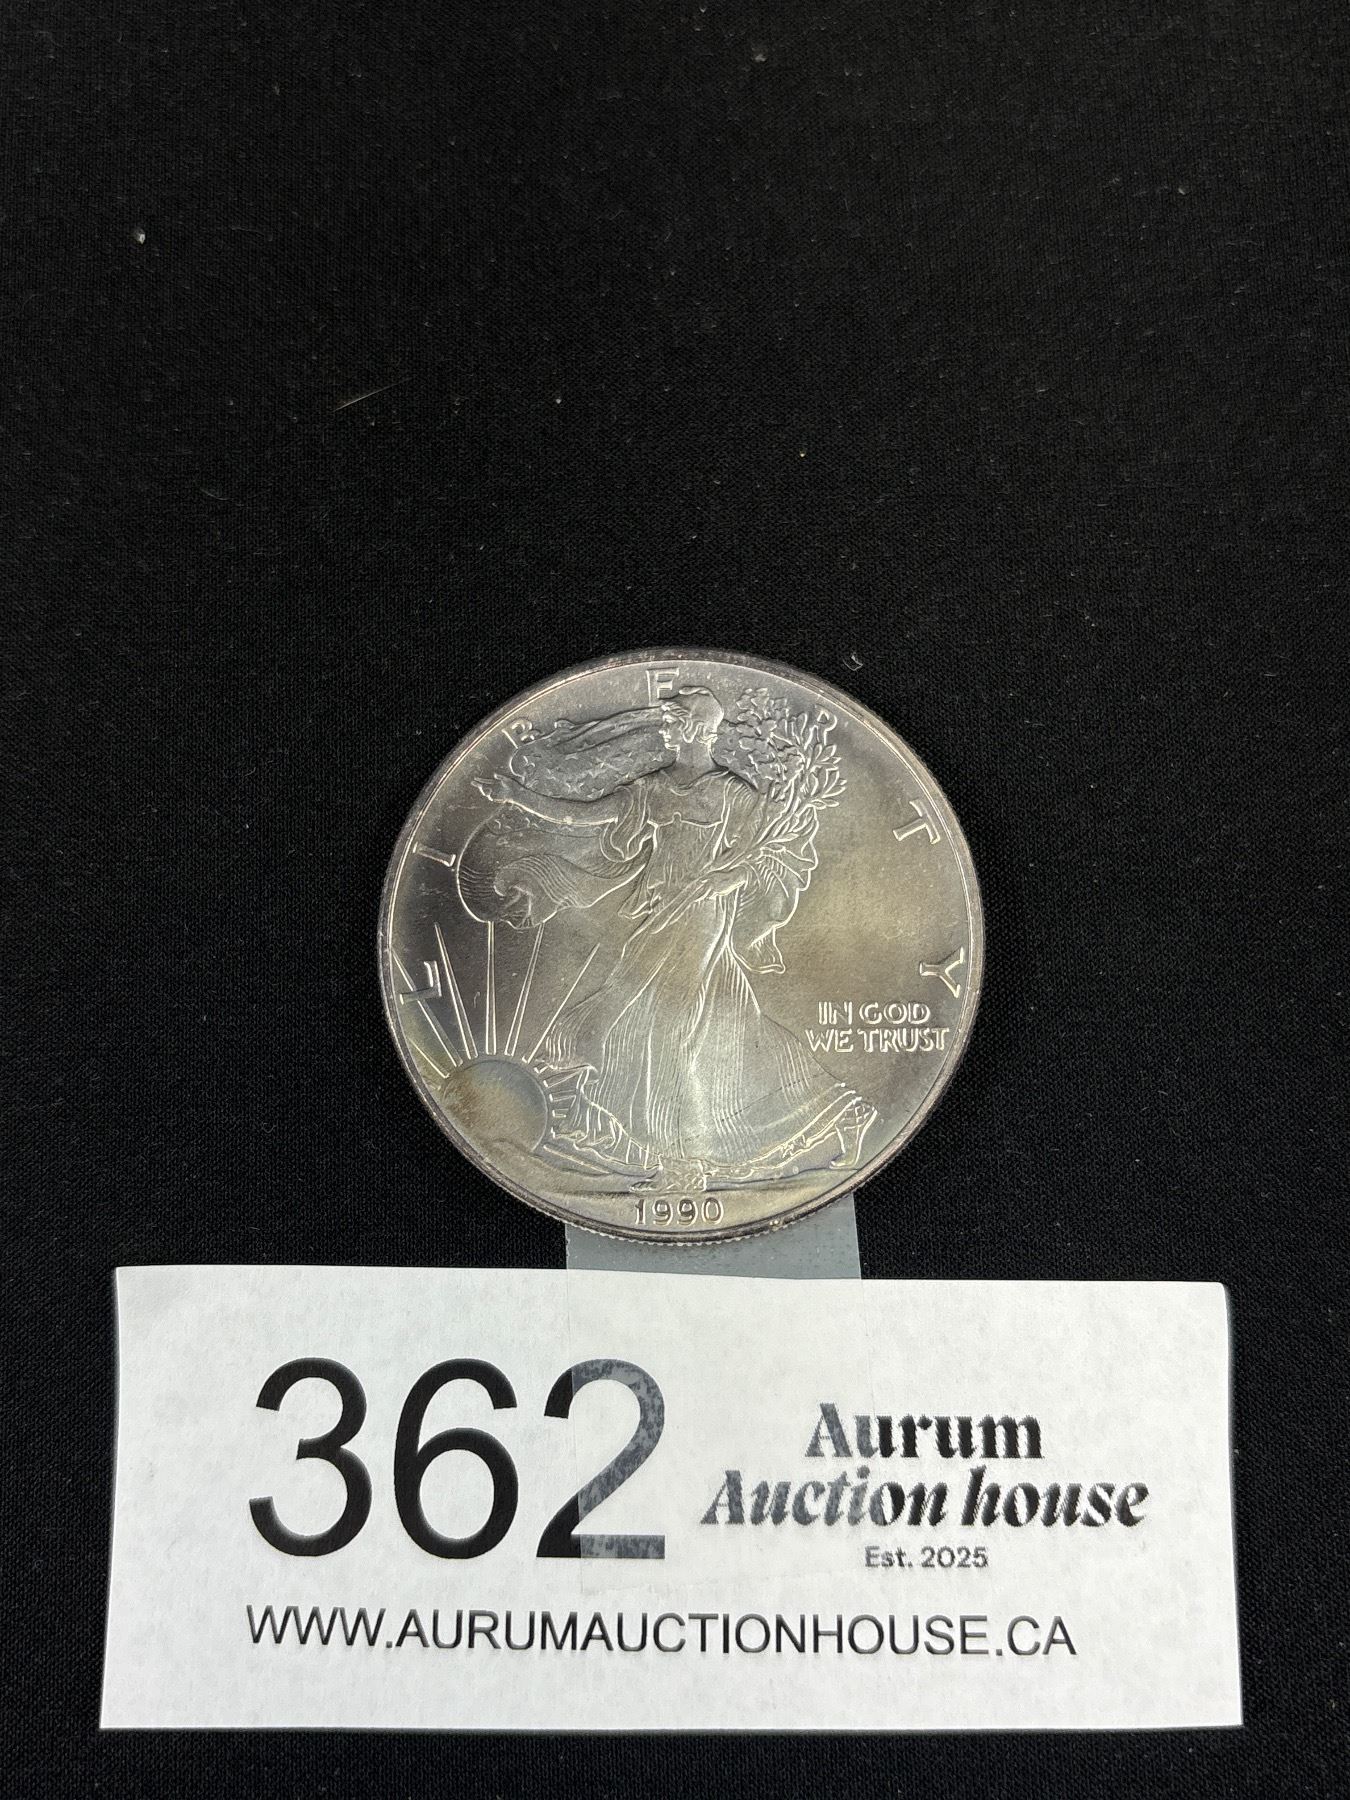 LIBERTY
IN GOD
WE TRUST
1990
362
Aurum
Auction house
Est. 2025
WWW.AURUMAUCTIONHOUSE.CA